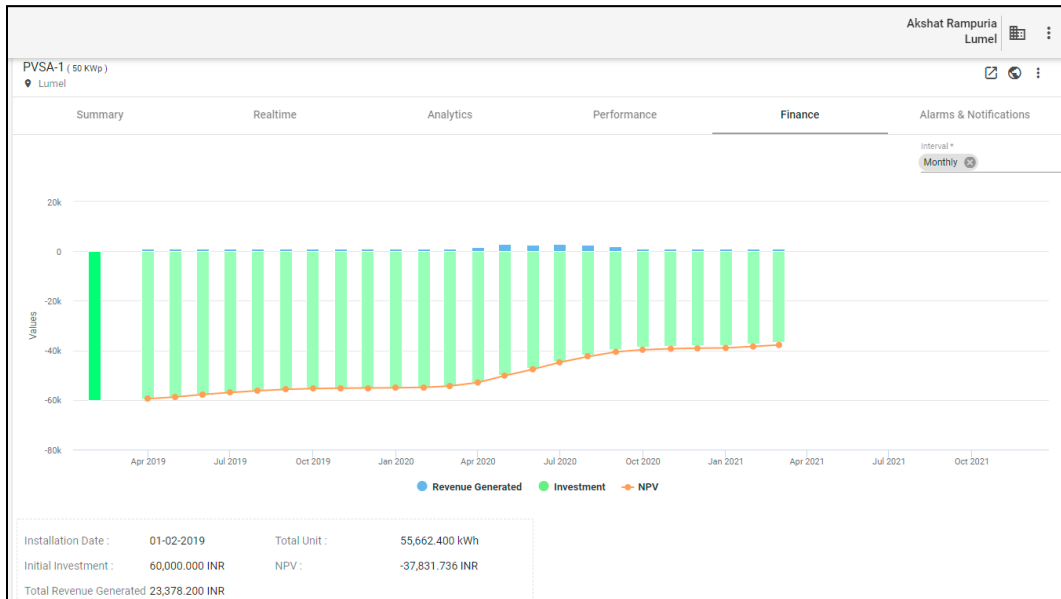 Akshat Rampuria
Lumel
PVSA-1 ( 50 KWp )
Lumel
Summary Realtime Analytics Performance Finance Alarms & Notifications
Interval *
Monthly
20k
0
-20k
-40k
-60k
-80k
Values
Apr 2019 Jul 2019 Oct 2019 Jan 2020 Apr 2020 Jul 2020 Oct 2020 Jan 2021 Apr 2021 Jul 2021 Oct 2021
Revenue Generated Investment NPV
Installation Date : 01-02-2019 Total Unit : 55,662.400 kWh
Initial Investment : 60,000.000 INR NPV : -37,831.736 INR
Total Revenue Generated 23,378.200 INR